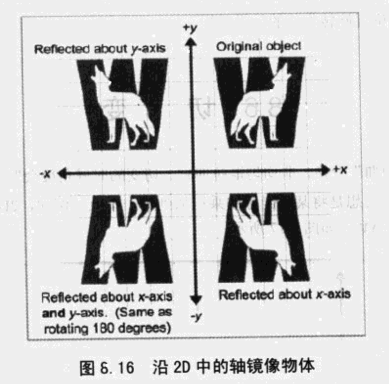 +y
Reflected about y-axis
Original object
-x
+x
Reflected about x-axis
and y-axis. (Same as
rotating 180 degrees)
-y
Reflected about x-axis
图 8.16 沿 2D 中的轴镜像物体